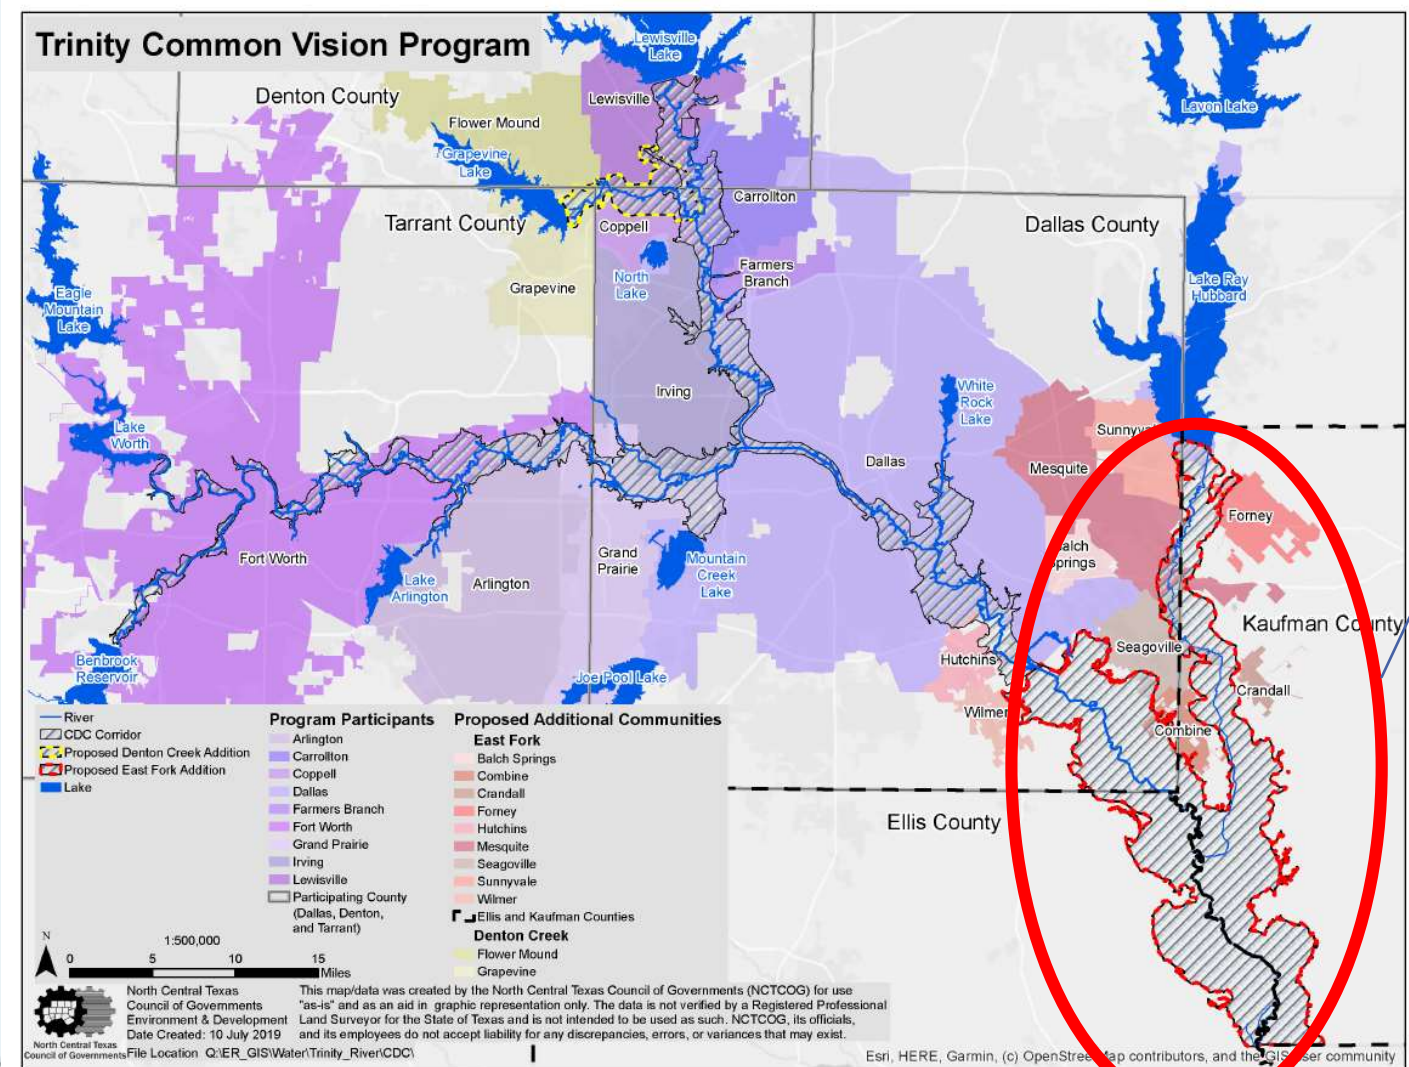 Trinity Common Vision Program
Lewisville
Lake
Denton County
Lewisville
Lavon Lake
Flower Mound
Grapevine
Lake
Carrollton
Tarrant County
Coppell
Dallas County
Farmers
Branch
North
Lake
Grapevine
Lake Ray
Hubbard
Eagle
Mountain
Lake
Irving
White
Rock
Lake
Lake
Worth
Dallas
Mesquite
Forney
Fort Worth
Grand
Prairie
Mountain
Creek
Lake
Lake
Arlington
Arlington
Kaufman County
Seagoville
Hutchins
Benbrook
Reservoir
Joe Pool Lake
Crandall
Wilmer
Combine
Ellis County
River
CDC Corridor
Proposed Denton Creek Addition
Proposed East Fork Addition
Lake
Program Participants
Arlington
Carrollton
Coppell
Dallas
Farmers Branch
Fort Worth
Grand Prairie
Irving
Lewisville
Participating County
(Dallas, Denton,
and Tarrant)
Proposed Additional Communities
East Fork
Balch Springs
Combine
Crandall
Forney
Hutchins
Mesquite
Seagoville
Sunnyvale
Wilmer
Ellis and Kaufman Counties
Denton Creek
Flower Mound
Grapevine
N
1:500,000
0 5 10 15
Miles
North Central Texas
Council of Governments
North Central Texas
Council of Governments
Environment & Development
Date Created: 10 July 2019
File Location Q:\ER_GIS\Water\Trinity_River\CDC\
This map/data was created by the North Central Texas Council of Governments (NCTCOG) for use
"as-is" and as an aid in graphic representation only. The data is not verified by a Registered Professional
Land Surveyor for the State of Texas and is not intended to be used as such. NCTCOG, its officials,
and its employees do not accept liability for any discrepancies, errors, or variances that may exist.
Esri, HERE, Garmin, (c) OpenStreetMap contributors, and the GIS user community